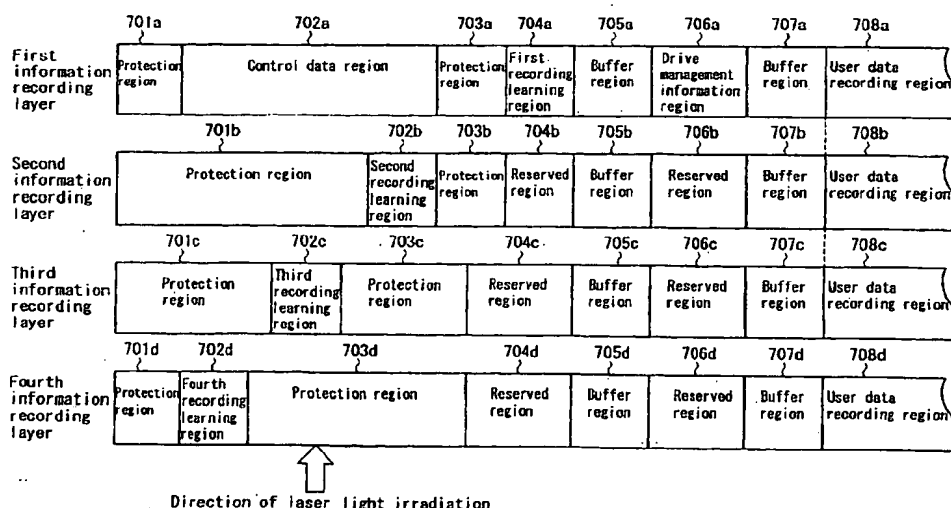 701a 702a 703a 704a 705a 706a 707a 708a
First
information
recording
layer
Protection
region
Control data region
Protection
region
First
recording
learning
region
Buffer
region
Drive
management
information
region
Buffer
region
User data
recording region
701b 702b 703b 704b 705b 706b 707b 708b
Second
information
recording
layer
Protection region
Second
recording
learning
region
Protection
region
Reserved
region
Buffer
region
Reserved
region
Buffer
region
User data
recording region
701c 702c 703c 704c 705c 706c 707c 708c
Third
information
recording
layer
Protection
region
Third
recording
learning
region
Protection
region
Reserved
region
Buffer
region
Reserved
region
Buffer
region
User data
recording region
701d 702d 703d 704d 705d 706d 707d 708d
Fourth
information
recording
layer
Protection
region
Fourth
recording
learning
region
Protection region
Reserved
region
Buffer
region
Reserved
region
Buffer
region
User data
recording region
Direction of laser light irradiation